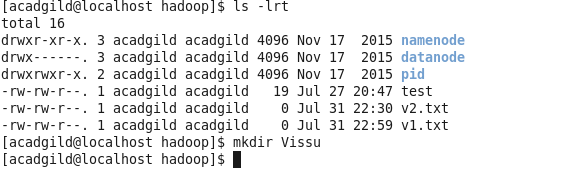 [acadgild@localhost hadoop]$ ls -lrt
total 16
drwxr-xr-x. 3 acadgild acadgild 4096 Nov 17  2015 namenode
drwx------. 3 acadgild acadgild 4096 Nov 17  2015 datanode
drwxrwxr-x. 2 acadgild acadgild 4096 Nov 17  2015 pid
-rw-rw-r--. 1 acadgild acadgild   19 Jul 27 20:47 test
-rw-rw-r--. 1 acadgild acadgild    0 Jul 31 22:30 v2.txt
-rw-rw-r--. 1 acadgild acadgild    0 Jul 31 22:59 v1.txt
[acadgild@localhost hadoop]$ mkdir Vissu
[acadgild@localhost hadoop]$